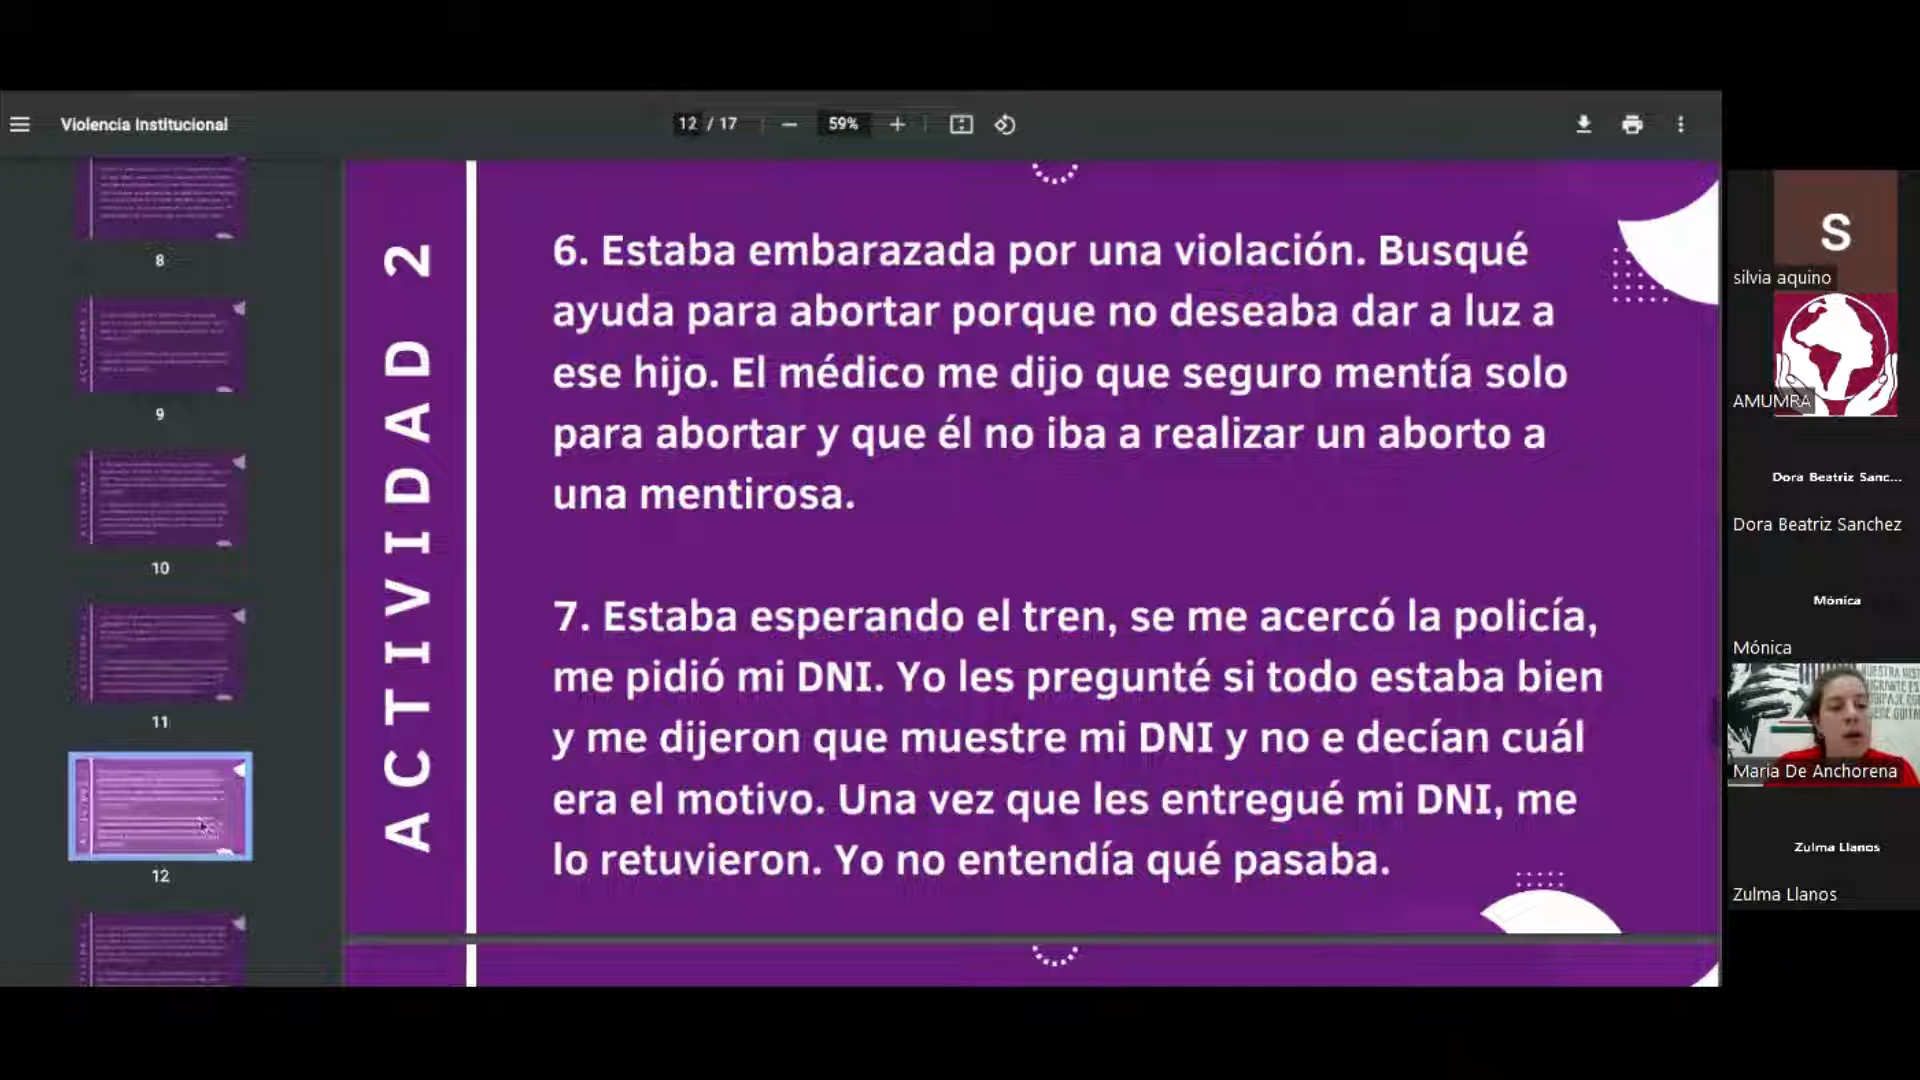 Violencia Institucional
12 / 17
59%
8
9
10
11
12
ACTIVIDAD 2
6. Estaba embarazada por una violación. Busqué
ayuda para abortar porque no deseaba dar a luz a
ese hijo. El médico me dijo que seguro mentía solo
para abortar y que él no iba a realizar un aborto a
una mentirosa.
7. Estaba esperando el tren, se me acercó la policía,
me pidió mi DNI. Yo les pregunté si todo estaba bien
y me dijeron que muestre mi DNI y no e decían cuál
era el motivo. Una vez que les entregué mi DNI, me
lo retuvieron. Yo no entendía qué pasaba.
S
silvia aquino
AMUMRA
Dora Beatriz Sanc...
Dora Beatriz Sanchez
Mónica
Mónica
Maria De Anchorena
Zulma Llanos
Zulma Llanos